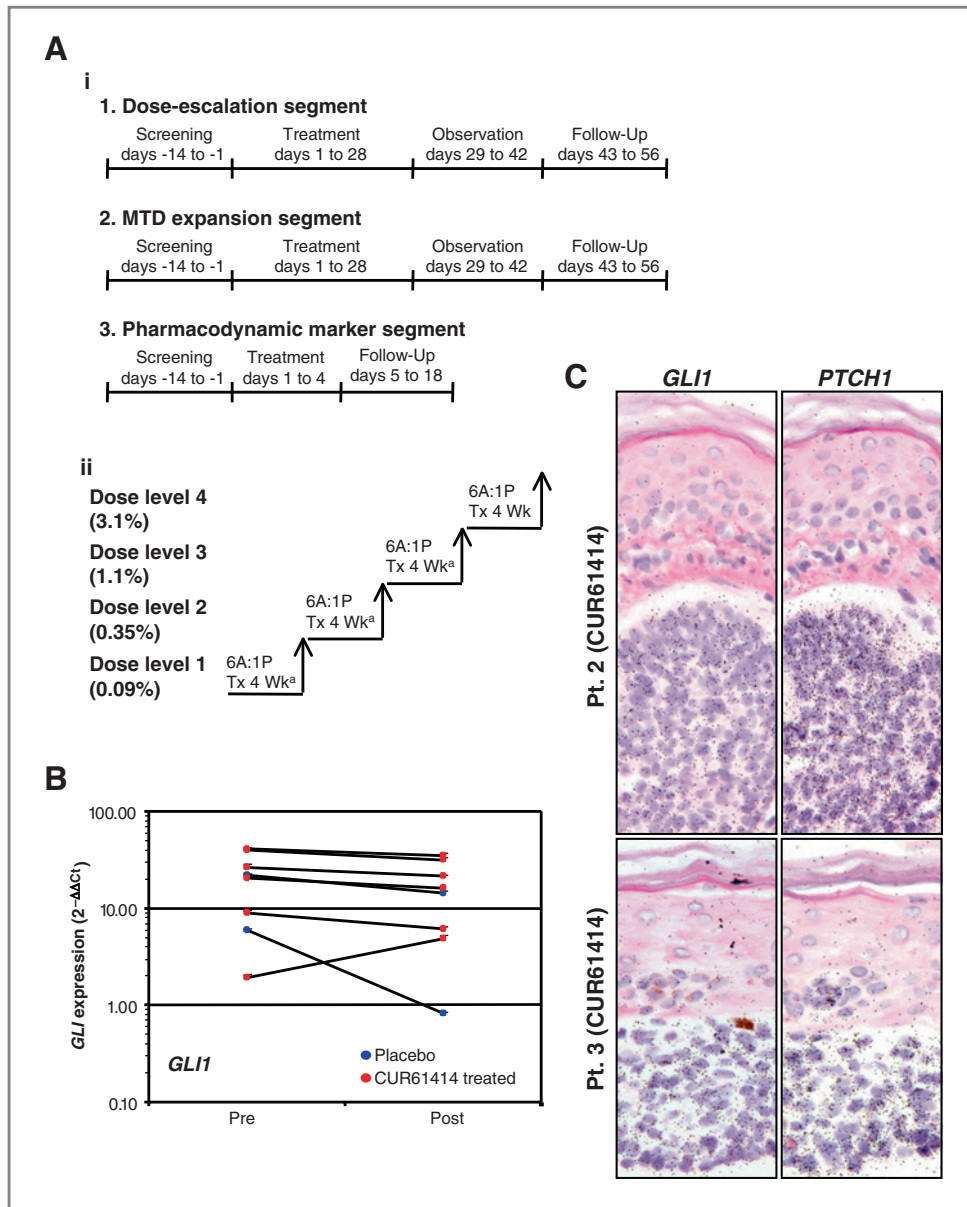 A
i
1. Dose-escalation segment
Screening Treatment Observation Follow-Up
days -14 to -1 days 1 to 28 days 29 to 42 days 43 to 56
2. MTD expansion segment
Screening Treatment Observation Follow-Up
days -14 to -1 days 1 to 28 days 29 to 42 days 43 to 56
3. Pharmacodynamic marker segment
Screening Treatment Follow-Up
days -14 to -1 days 1 to 4 days 5 to 18
ii
Dose level 4
(3.1%)
6A:1P
Tx 4 Wk
Dose level 3
(1.1%)
6A:1P
Tx 4 Wkᵃ
Dose level 2
(0.35%)
6A:1P
Tx 4 Wkᵃ
Dose level 1
(0.09%)
6A:1P
Tx 4 Wkᵃ
B
GLI expression (2⁻ΔΔCt)
100.00
10.00
1.00
0.10
GLI1
Placebo
CUR61414 treated
Pre Post
C
GLI1 PTCH1
Pt. 2 (CUR61414)
Pt. 3 (CUR61414)